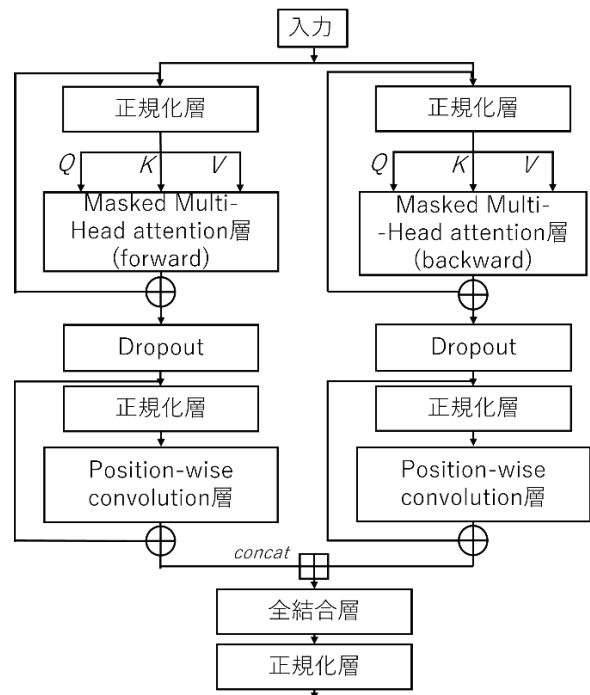 入力
正規化層
Q K V
Masked Multi-
Head attention層
(forward)
Dropout
正規化層
Position-wise
convolution層
正規化層
Q K V
Masked Multi-
-Head attention層
(backward)
Dropout
正規化層
Position-wise
convolution層
concat
全結合層
正規化層